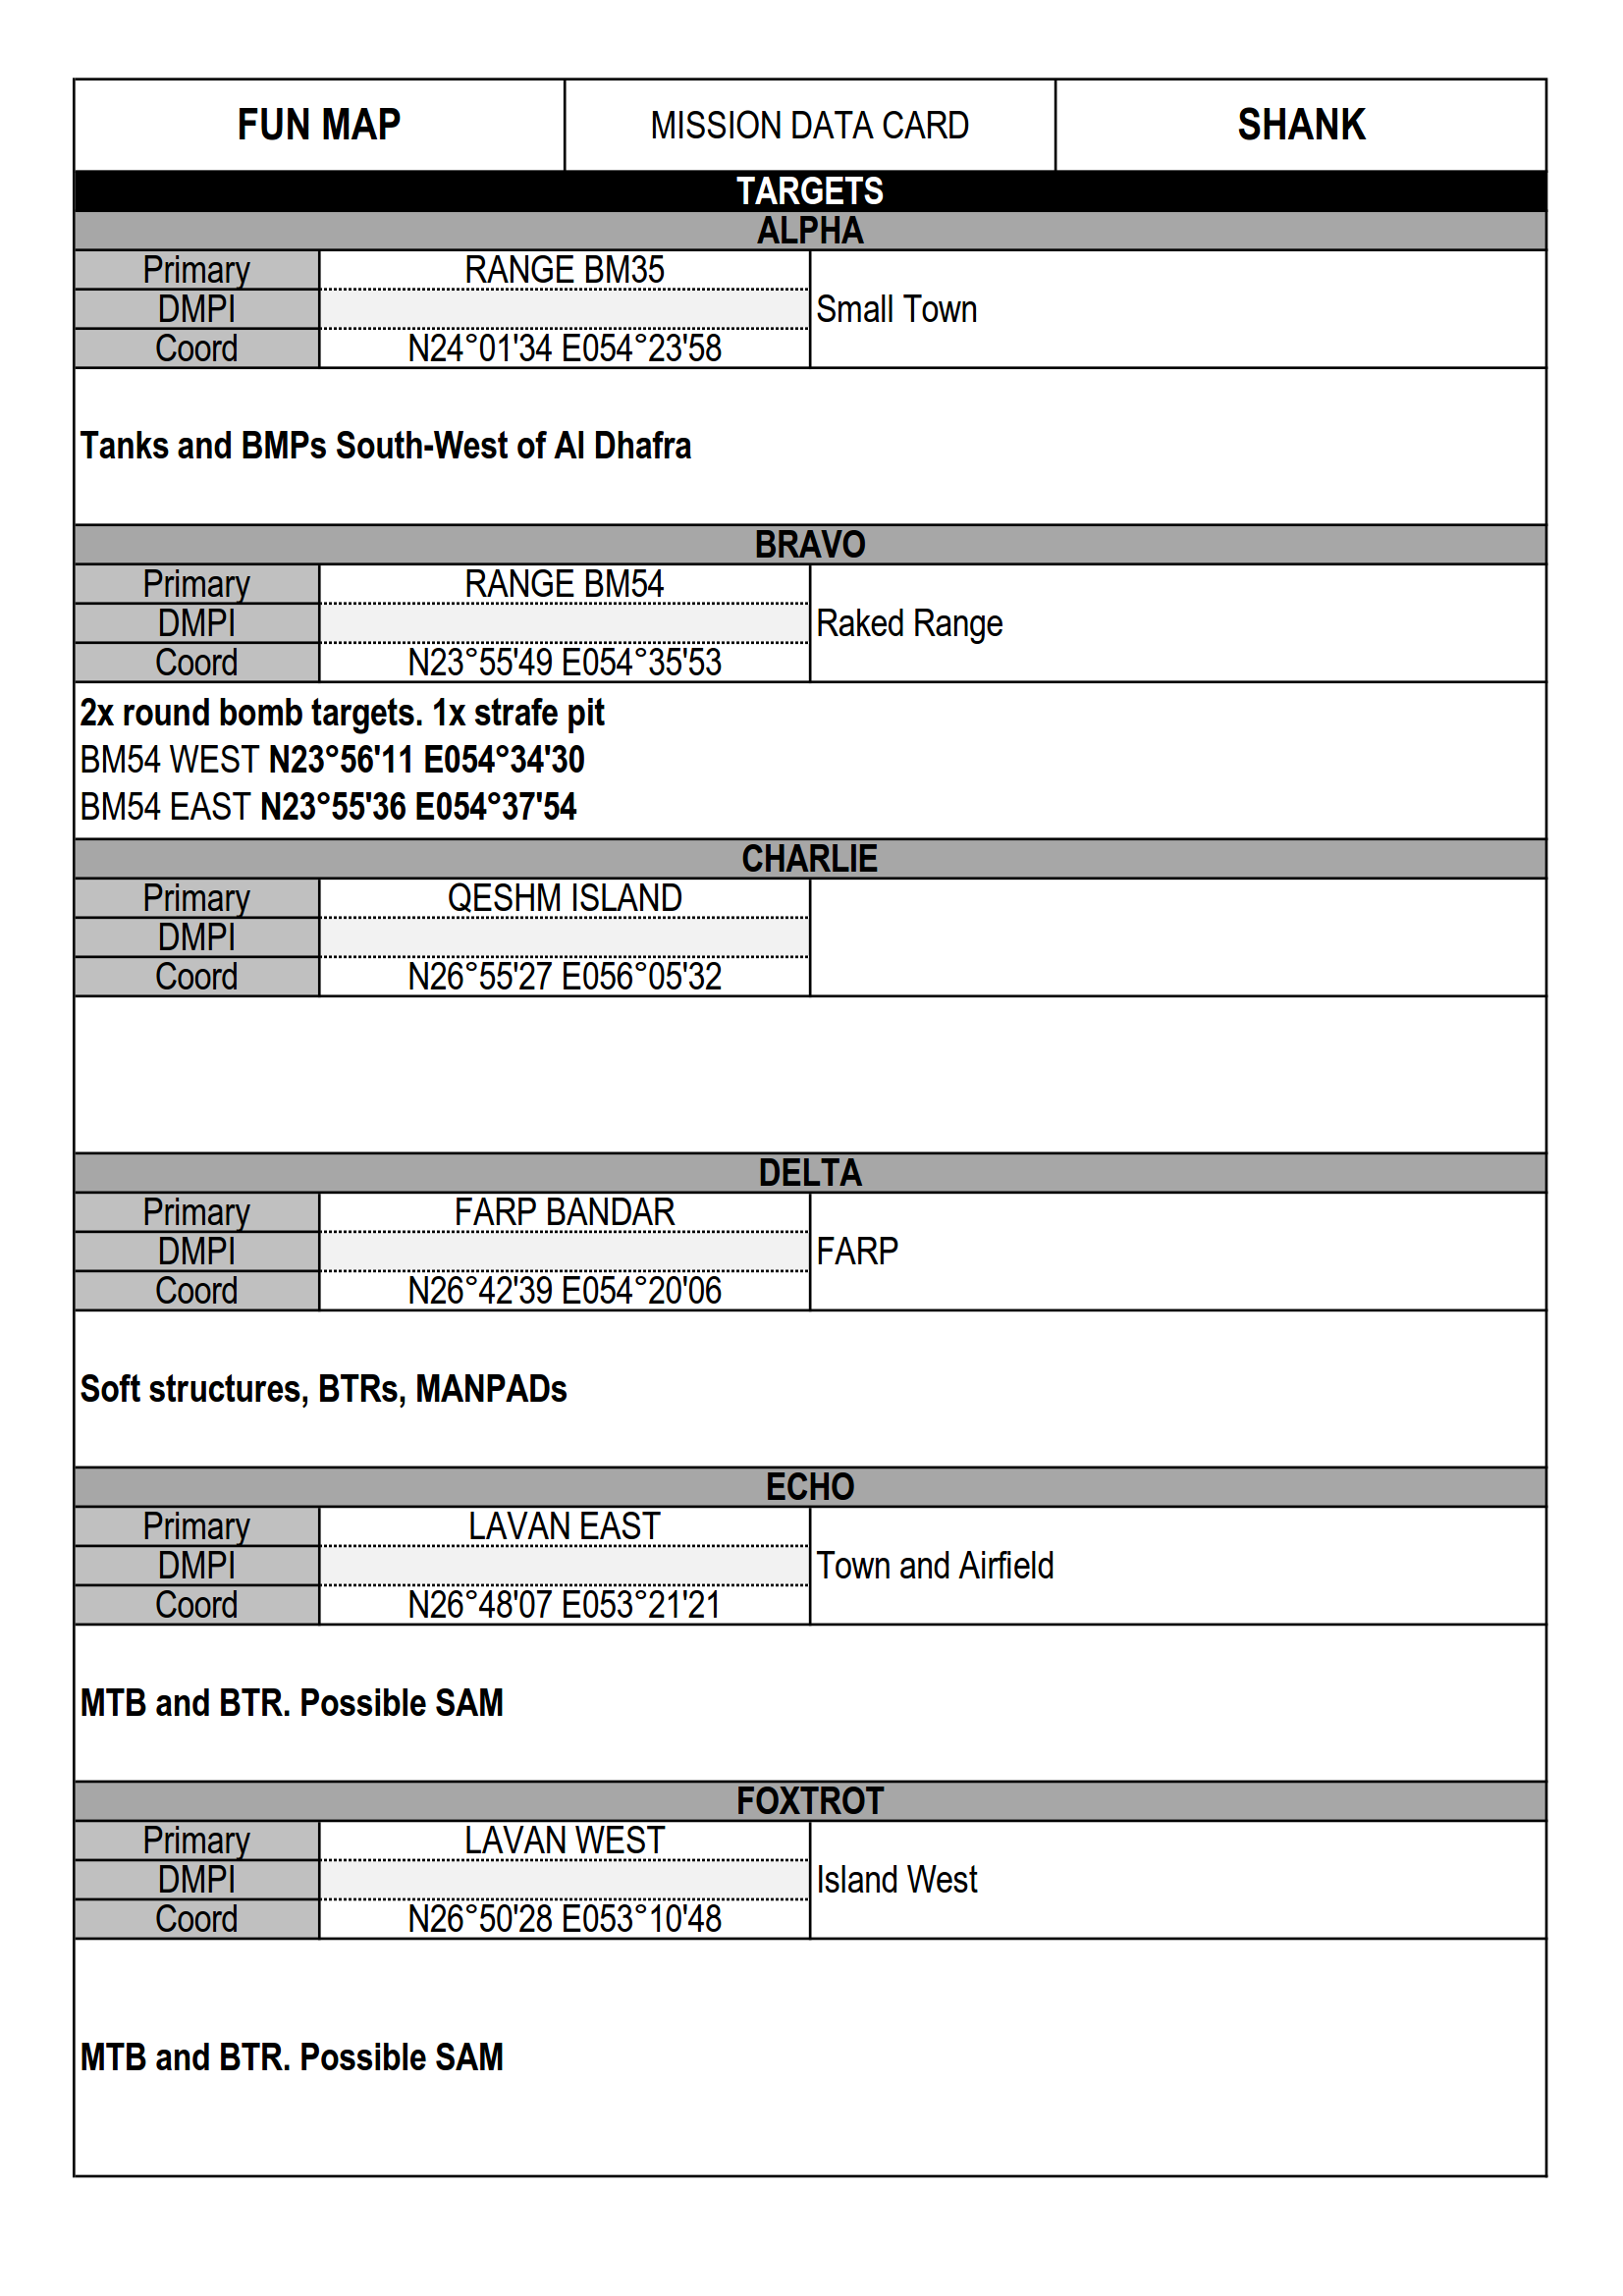 FUN MAP
MISSION DATA CARD
SHANK
TARGETS
ALPHA
Primary
RANGE BM35
DMPI
Small Town
Coord
N24°01'34 E054°23'58
Tanks and BMPs South-West of Al Dhafra
BRAVO
Primary
RANGE BM54
DMPI
Raked Range
Coord
N23°55'49 E054°35'53
2x round bomb targets. 1x strafe pit
BM54 WEST N23°56'11 E054°34'30
BM54 EAST N23°55'36 E054°37'54
CHARLIE
Primary
QESHM ISLAND
DMPI
Coord
N26°55'27 E056°05'32
DELTA
Primary
FARP BANDAR
DMPI
FARP
Coord
N26°42'39 E054°20'06
Soft structures, BTRs, MANPADs
ECHO
Primary
LAVAN EAST
DMPI
Town and Airfield
Coord
N26°48'07 E053°21'21
MTB and BTR. Possible SAM
FOXTROT
Primary
LAVAN WEST
DMPI
Island West
Coord
N26°50'28 E053°10'48
MTB and BTR. Possible SAM